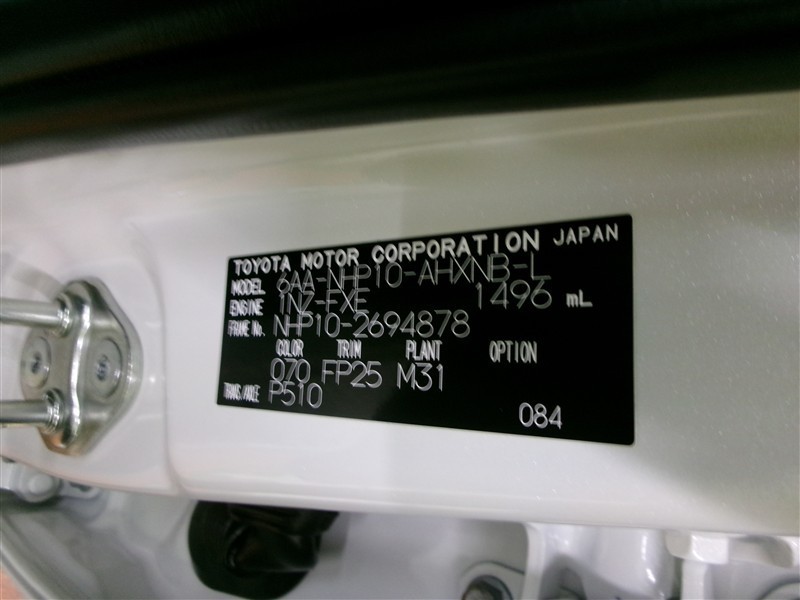 TOYOTA MOTOR CORPORATION JAPAN
MODEL 6AA-NHP10-AHXNB-L
ENGINE 1NZ-FXE 1496 mL
FRAME No. NHP10-2694878
COLOR TRIM PLANT OPTION
070 FP25 M31
TRANS./AXLE P510
084